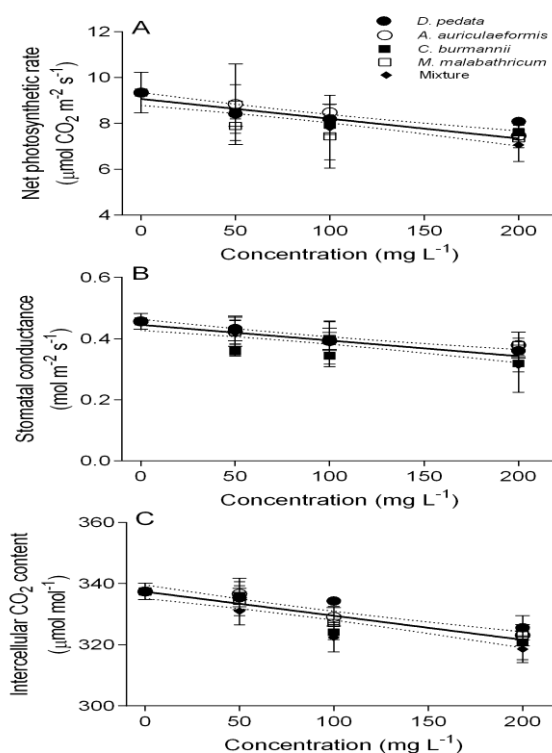 A
D. pedata
A. auriculaeformis
C. burmannii
M. malabathricum
Mixture
Net photosynthetic rate
(μmol CO₂ m⁻² s⁻¹)
12
10
8
6
4
0 50 100 150 200
Concentration (mg L⁻¹)
B
Stomatal conductance
(mol m⁻² s⁻¹)
0.6
0.4
0.2
0.0
0 50 100 150 200
Concentration (mg L⁻¹)
C
Intercellular CO₂ content
(μmol mol⁻¹)
360
340
320
300
0 50 100 150 200
Concentration (mg L⁻¹)